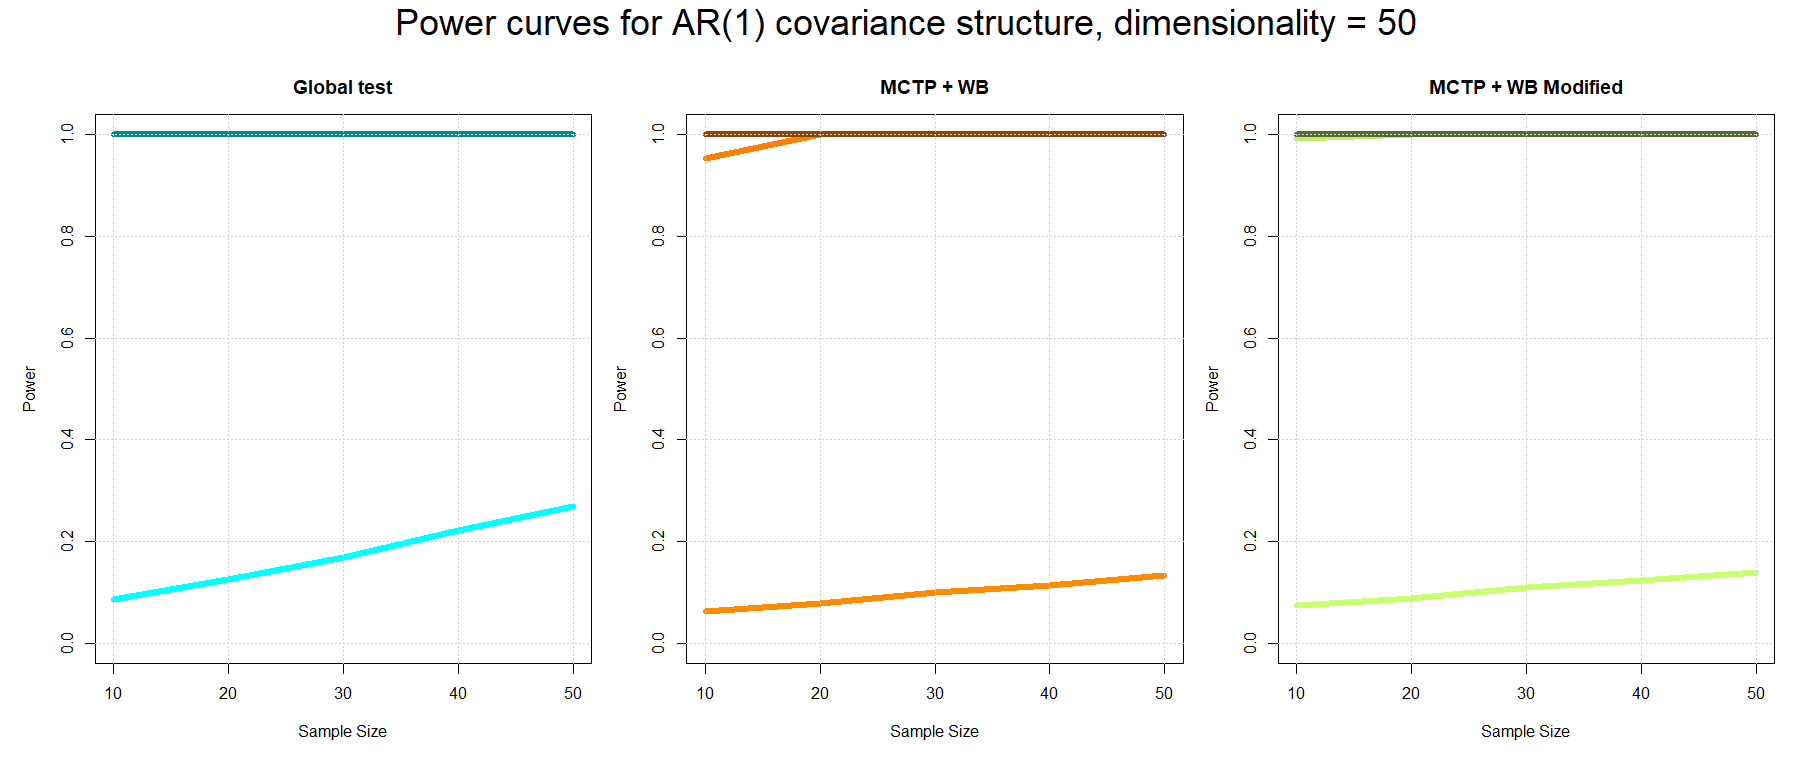 Power curves for AR(1) covariance structure, dimensionality = 50
Global test
MCTP + WB
MCTP + WB Modified
Power
1.0
0.8
0.6
0.4
0.2
0.0
10 20 30 40 50
Sample Size
Power
1.0
0.8
0.6
0.4
0.2
0.0
10 20 30 40 50
Sample Size
Power
1.0
0.8
0.6
0.4
0.2
0.0
10 20 30 40 50
Sample Size